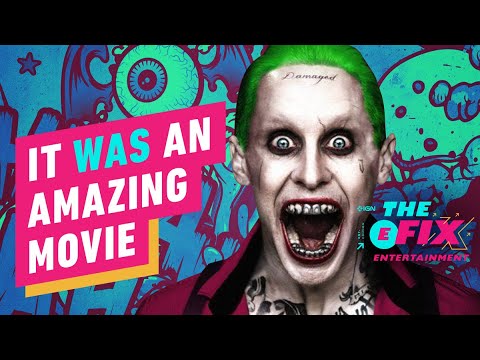 IT WAS AN
AMAZING
MOVIE
Damaged
IGN
THE
E FIX
ENTERTAINMENT